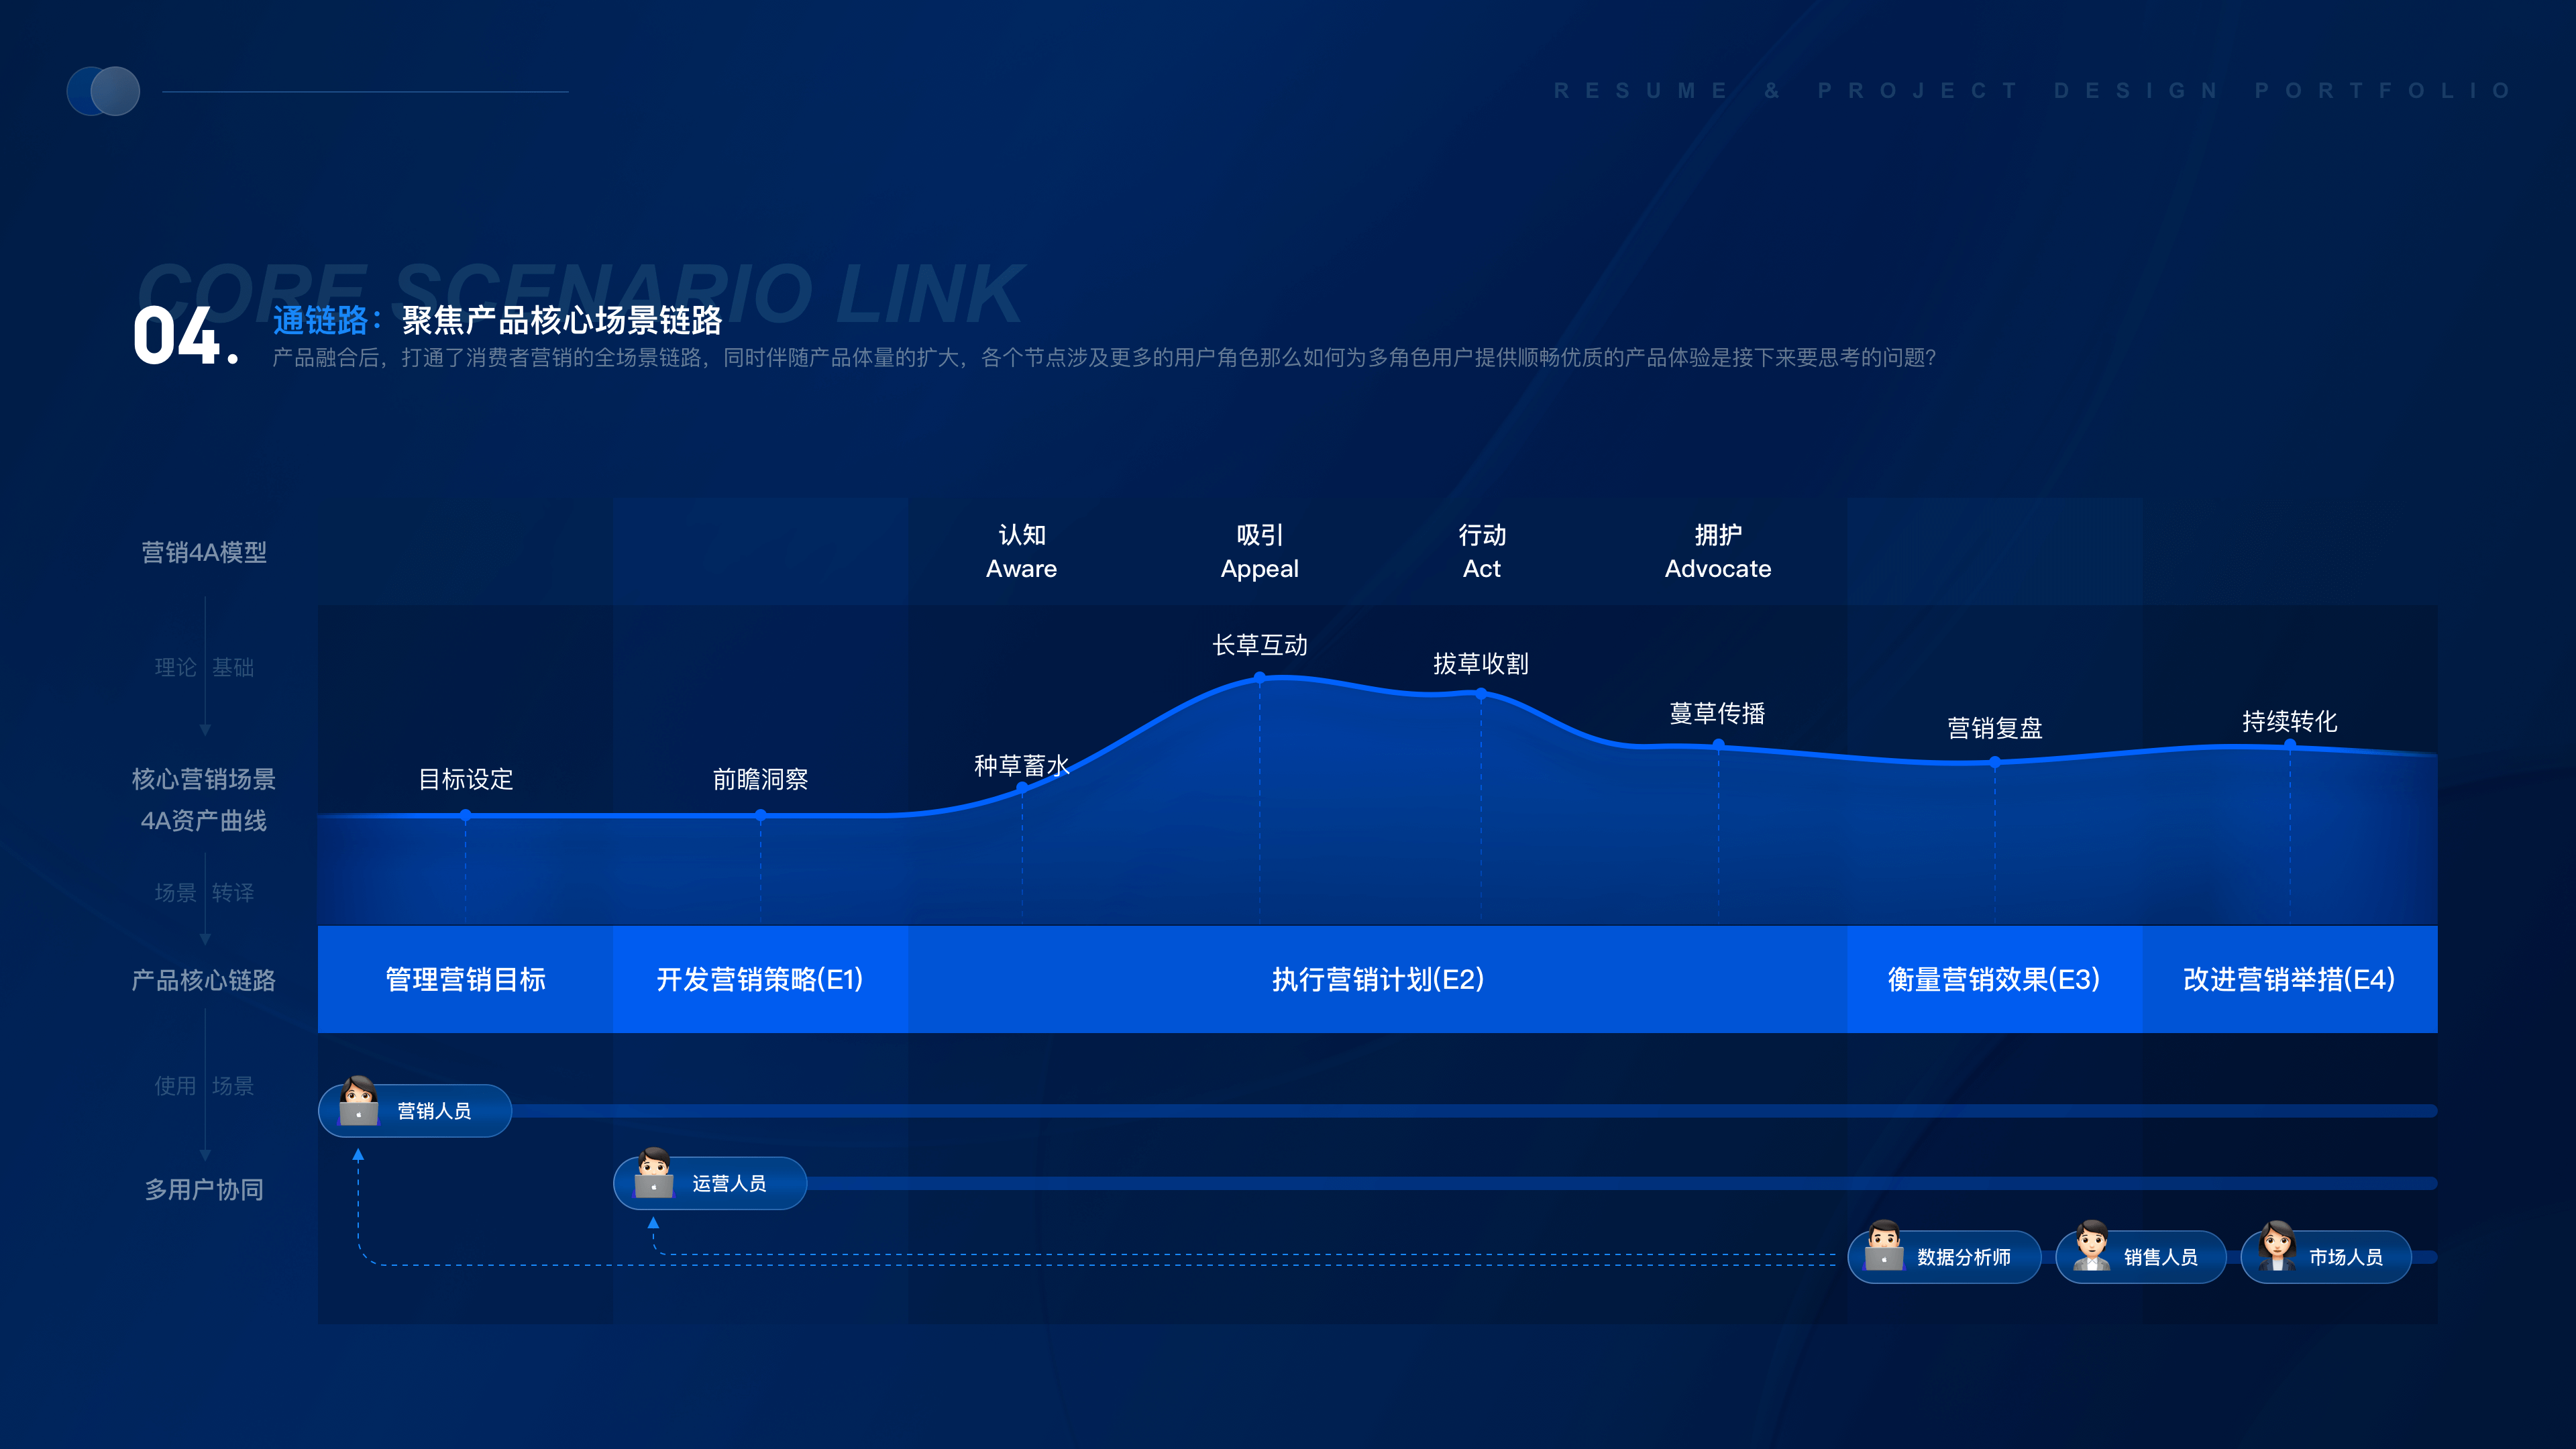 RESUME & PROJECT DESIGN PORTFOLIO
CORE SCENARIO LINK
04.
通链路：聚焦产品核心场景链路
产品融合后，打通了消费者营销的全场景链路，同时伴随产品体量的扩大，各个节点涉及更多的用户角色那么如何为多角色用户提供顺畅优质的产品体验是接下来要思考的问题?
营销4A模型
认知 吸引 行动 拥护
Aware Appeal Act Advocate
理论 基础
核心营销场景
4A资产曲线
目标设定
前瞻洞察
种草蓄水
长草互动
拔草收割
蔓草传播
营销复盘
持续转化
场景 转译
产品核心链路
管理营销目标 开发营销策略(E1) 执行营销计划(E2) 衡量营销效果(E3) 改进营销举措(E4)
使用 场景
多用户协同
营销人员
运营人员
数据分析师 销售人员 市场人员